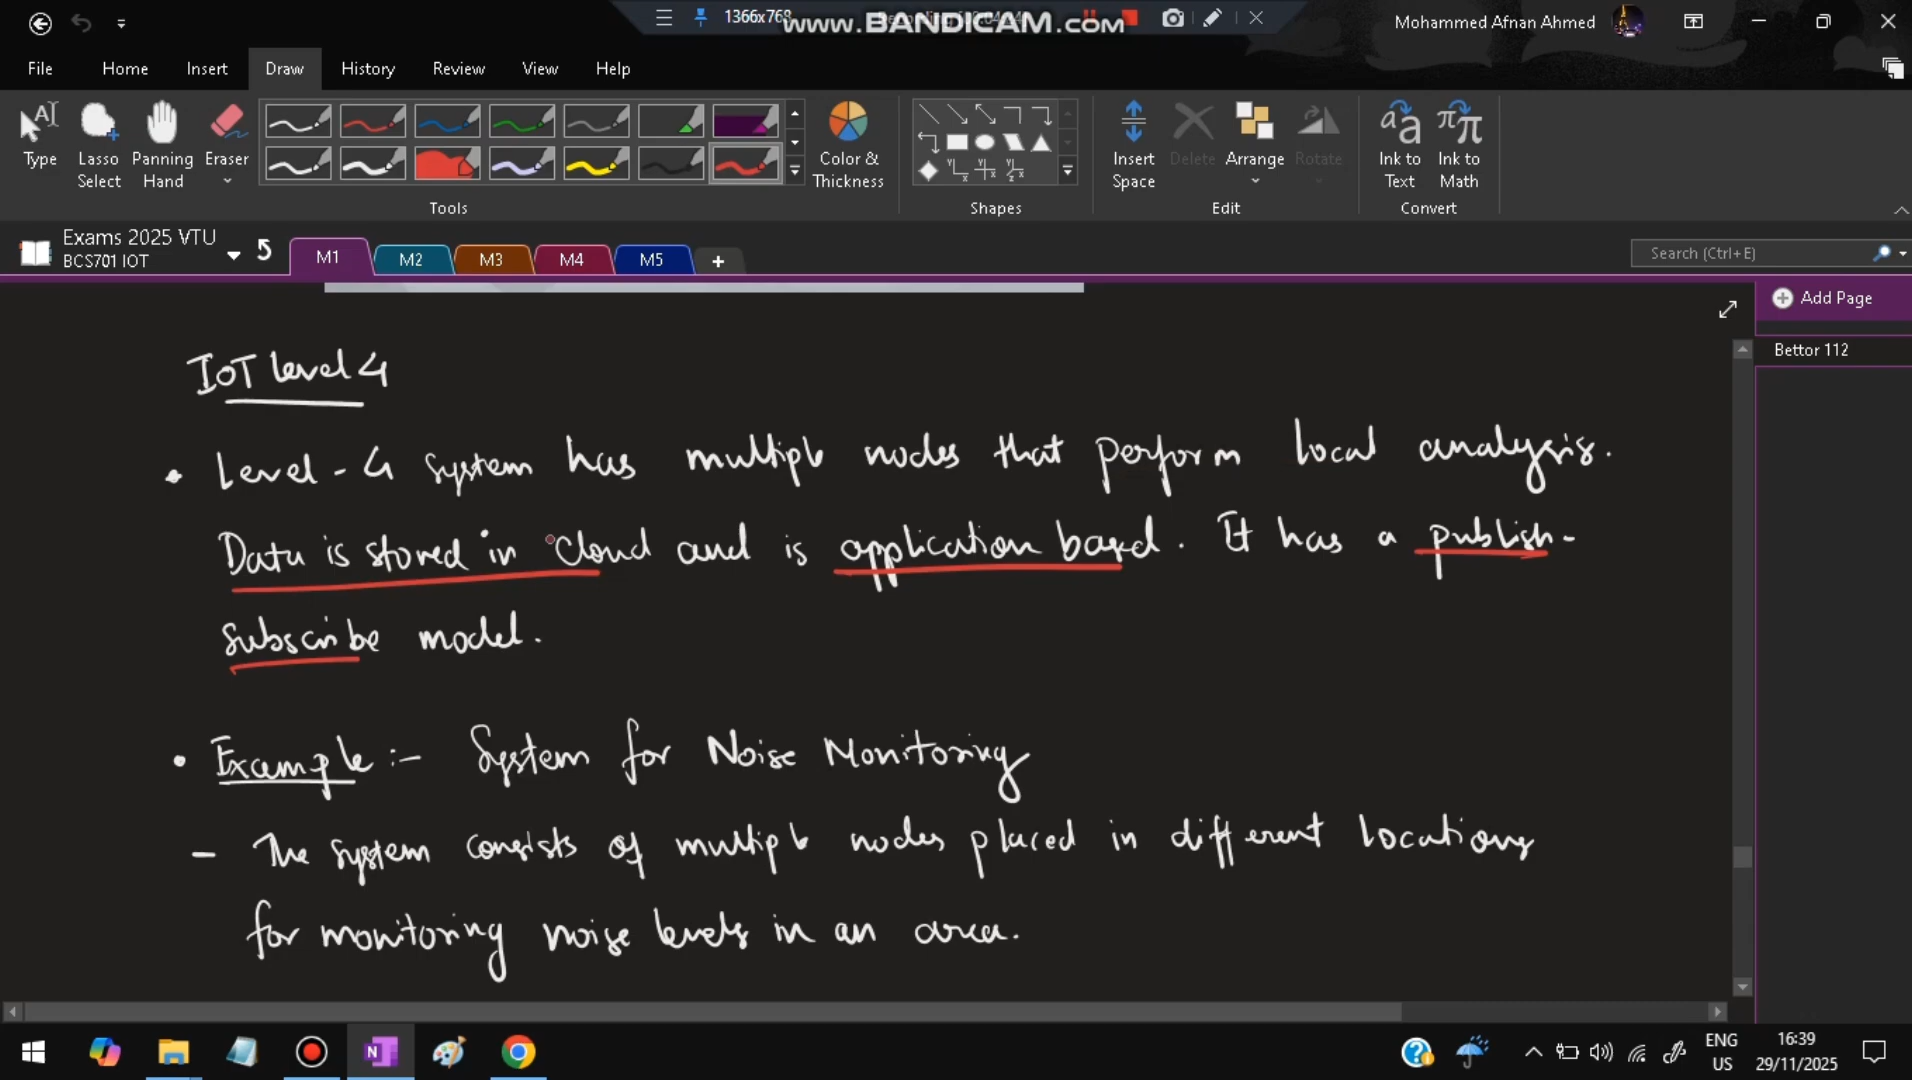 1366x768
www.BANDICAM.com
Mohammed Afnan Ahmed
File Home Insert Draw History Review View Help
Type
Lasso Select
Panning Hand
Eraser
Color & Thickness
Insert Space
Delete
Arrange
Rotate
Ink to Text
Ink to Math
Tools Shapes Edit Convert
Exams 2025 VTU
BCS701 IOT
M1 M2 M3 M4 M5 +
Search (Ctrl+E)
Add Page
Bettor 112
IoT level 4
• Level - 4 system has multiple nodes that perform local analysis.
Data is stored in cloud and is application based. It has a publish-
subscribe model.
• Example :- System for Noise Monitoring
- The system consists of multiple nodes placed in different locations
for monitoring noise levels in an area.
ENG
US
16:39
29/11/2025